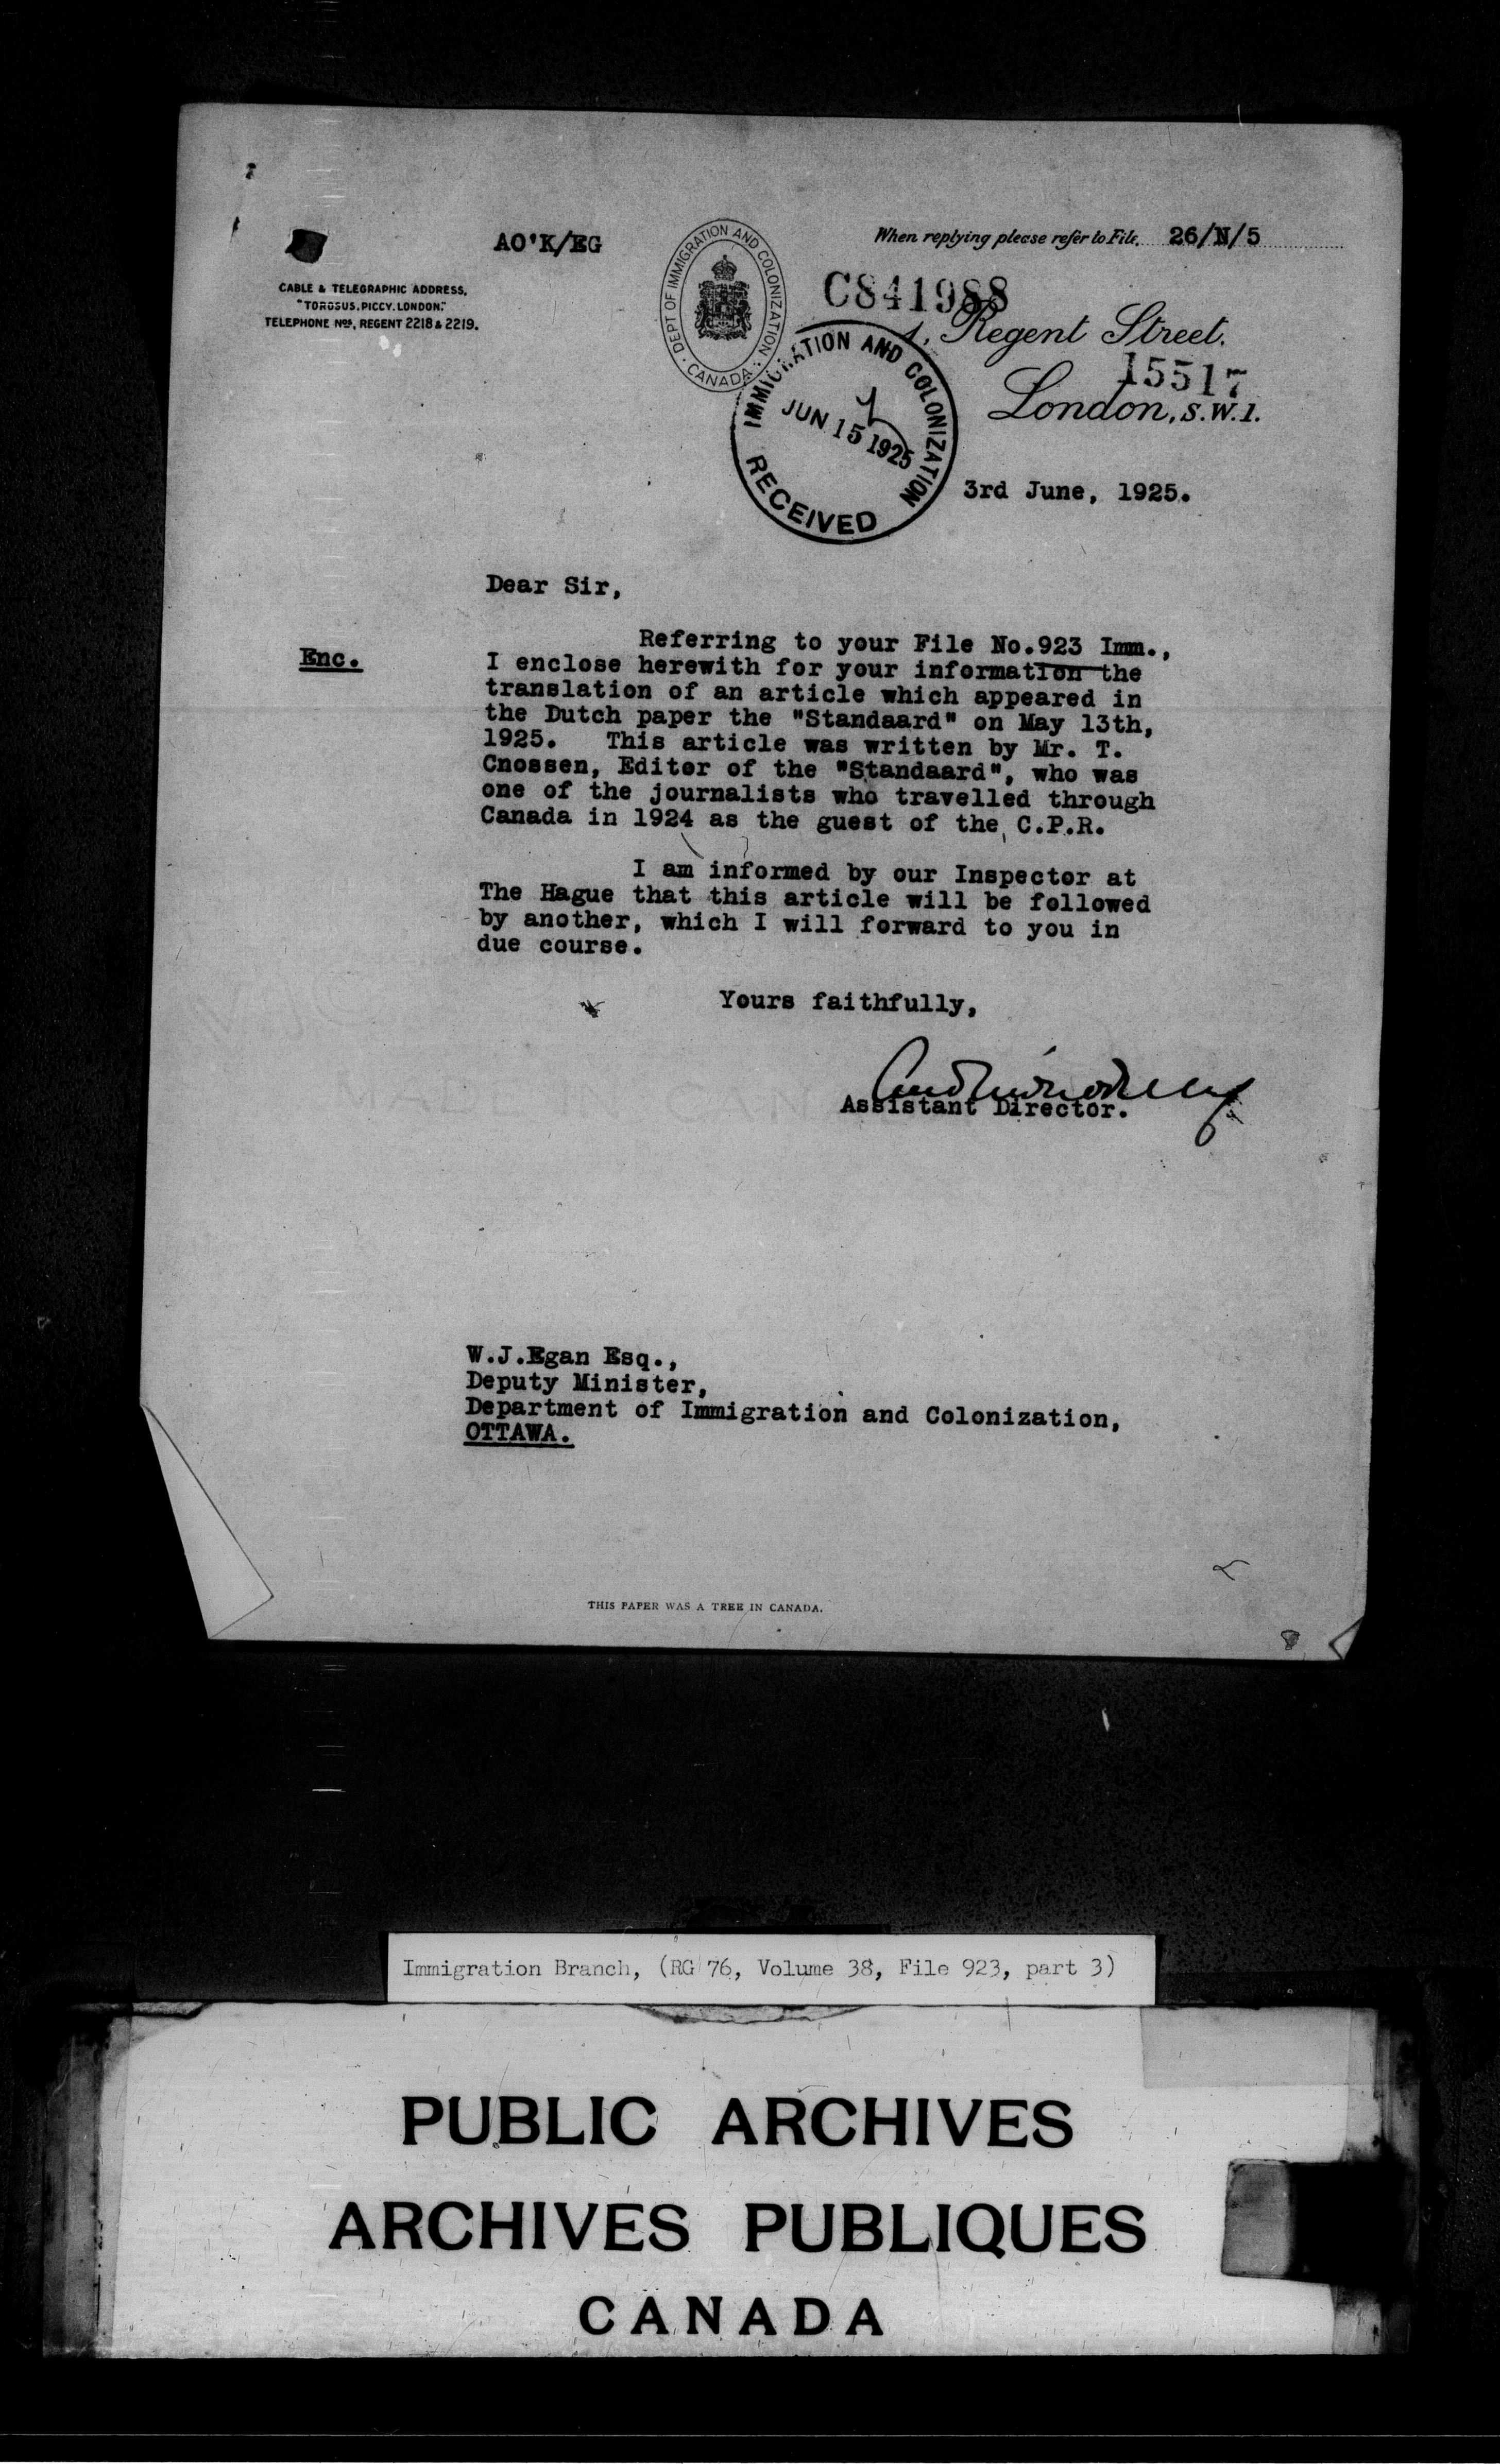 AO'K/EG
When replying please refer to File. 26/N/5
CABLE & TELEGRAPHIC ADDRESS,
"TOROSUS. PICCY. LONDON."
TELEPHONE Nos, REGENT 2218 & 2219.
DEPT OF IMMIGRATION AND COLONIZATION
CANADA
C841988
1, Regent Street.
15517
London, S.W.1.
IMMIGRATION AND COLONIZATION
JUN 15 1925
RECEIVED
3rd June, 1925.
Dear Sir,
Enc.
Referring to your File No.923 Imm.,
I enclose herewith for your information the
translation of an article which appeared in
the Dutch paper the "Standaard" on May 13th,
1925. This article was written by Mr. T.
Cnossen, Editor of the "Standaard", who was
one of the journalists who travelled through
Canada in 1924 as the guest of the C.P.R.
I am informed by our Inspector at
The Hague that this article will be followed
by another, which I will forward to you in
due course.
Yours faithfully,
Assistant Director.
W.J.Egan Esq.,
Deputy Minister,
Department of Immigration and Colonization,
OTTAWA.
THIS PAPER WAS A TREE IN CANADA.
Immigration Branch, (RG 76, Volume 38, File 923, part 3)
PUBLIC ARCHIVES
ARCHIVES PUBLIQUES
CANADA